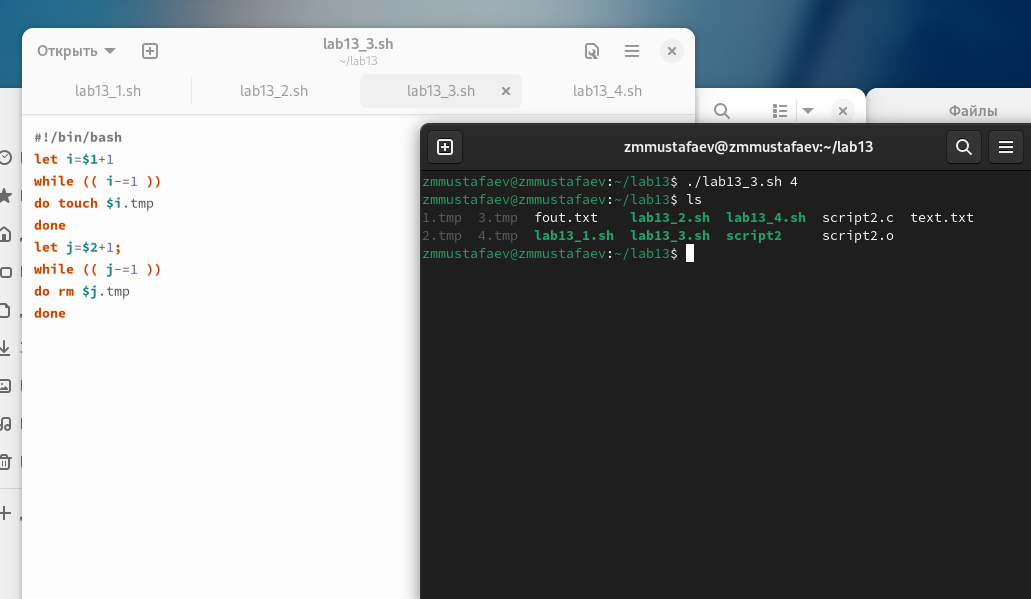 Открыть
lab13_3.sh
~/lab13
lab13_1.sh
lab13_2.sh
lab13_3.sh
lab13_4.sh
#!/bin/bash
let i=$1+1
while (( i-=1 ))
do touch $i.tmp
done
let j=$2+1;
while (( j-=1 ))
do rm $j.tmp
done
Файлы
zmmustafaev@zmmustafaev:~/lab13
zmmustafaev@zmmustafaev:~/lab13$ ./lab13_3.sh 4
zmmustafaev@zmmustafaev:~/lab13$ ls
1.tmp 3.tmp fout.txt lab13_2.sh lab13_4.sh script2.c text.txt
2.tmp 4.tmp lab13_1.sh lab13_3.sh script2 script2.o
zmmustafaev@zmmustafaev:~/lab13$